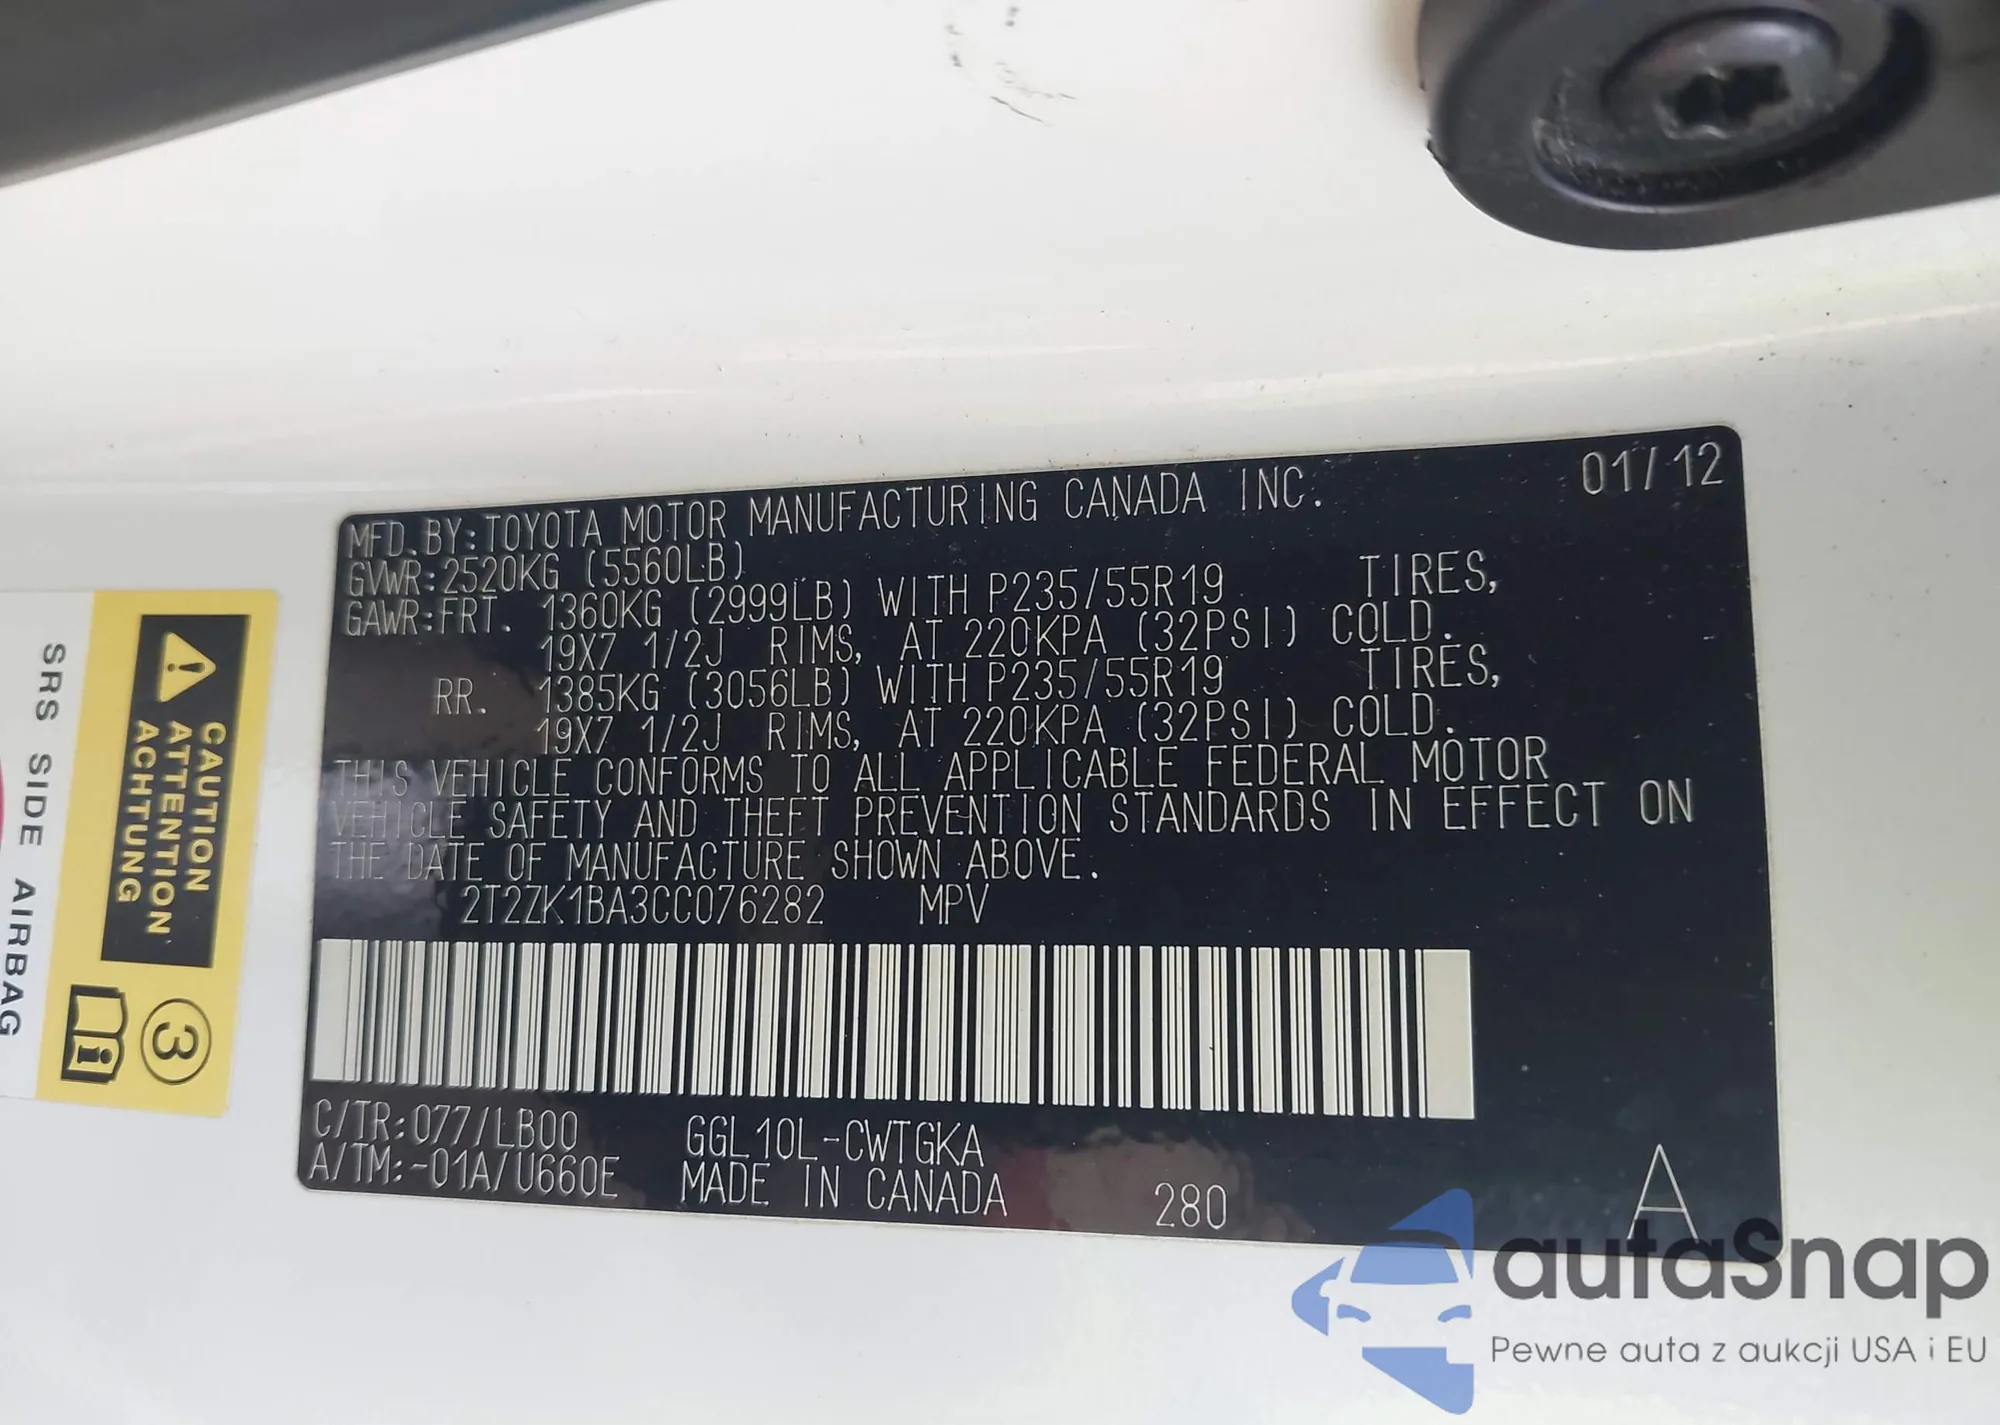 MFD. BY: TOYOTA MOTOR MANUFACTURING CANADA INC. 01/12
GVWR: 2520KG (5560LB)
GAWR: FRT. 1360KG (2999LB) WITH P235/55R19 TIRES,
19X7 1/2J RIMS, AT 220KPA (32PSI) COLD.
RR. 1385KG (3056LB) WITH P235/55R19 TIRES,
19X7 1/2J RIMS, AT 220KPA (32PSI) COLD.
THIS VEHICLE CONFORMS TO ALL APPLICABLE FEDERAL MOTOR
VEHICLE SAFETY AND THEFT PREVENTION STANDARDS IN EFFECT ON
THE DATE OF MANUFACTURE SHOWN ABOVE.
2T2ZK1BA3CC076282 MPV
C/TR: 077/LB00 GGL10L-CWTGKA
A/TM: -01A/U660E MADE IN CANADA 280 A
CAUTION
ATTENTION
ACHTUNG
3
i
SRS SIDE AIRBAG
autaSnap
Pewne auta z aukcji USA i EU